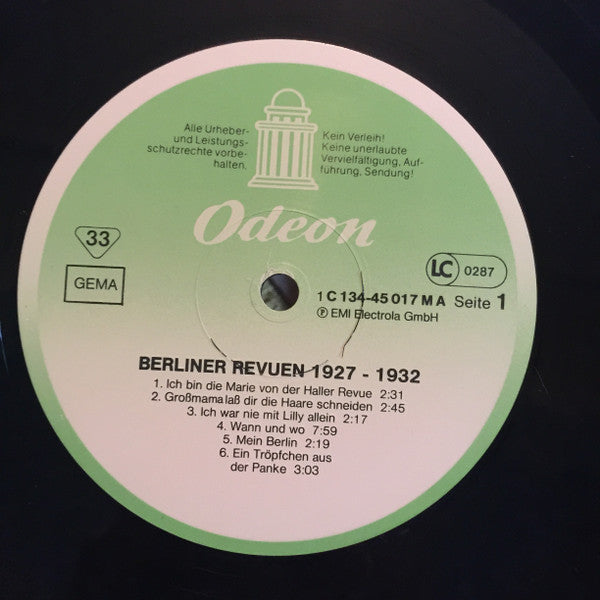 Alle Urheber-
und Leistungs-
schutzrechte vorbe-
halten.
Kein Verleih!
Keine unerlaubte
Vervielfältigung, Auf-
führung, Sendung!
Odeon
33
GEMA
LC 0287
1 C 134-45 017 M A Seite 1
Ⓟ EMI Electrola GmbH
BERLINER REVUEN 1927 - 1932
1. Ich bin die Marie von der Haller Revue 2:31
2. Großmama laß dir die Haare schneiden 2:45
3. Ich war nie mit Lilly allein 2:17
4. Wann und wo 7:59
5. Mein Berlin 2:19
6. Ein Tröpfchen aus
der Panke 3:03